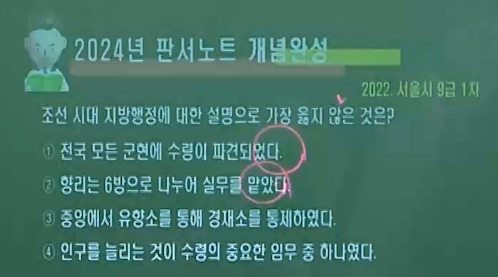 2024년 판서노트 개념완성
2022. 서울시 9급 1차
조선 시대 지방행정에 대한 설명으로 가장 옳지 않은 것은?
① 전국 모든 군현에 수령이 파견되었다.
② 향리는 6방으로 나누어 실무를 맡았다.
③ 중앙에서 유향소를 통해 경재소를 통제하였다.
④ 인구를 늘리는 것이 수령의 중요한 임무 중 하나였다.